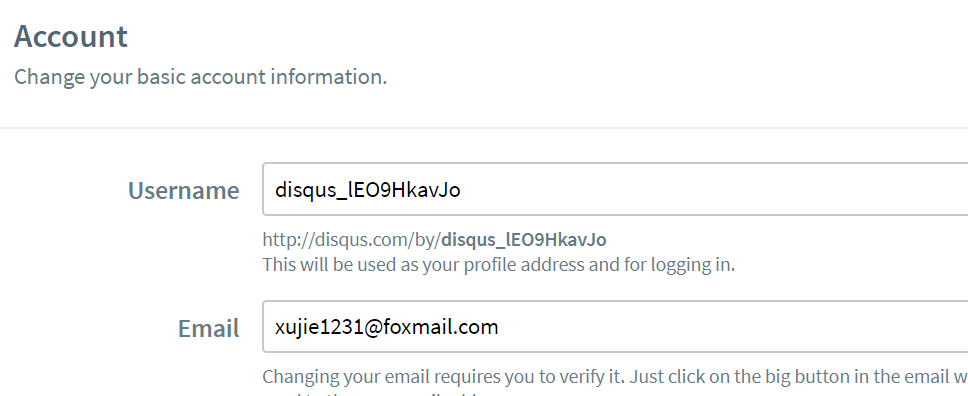 Account
Change your basic account information.
Username
disqus_lEO9HkavJo
http://disqus.com/by/disqus_lEO9HkavJo
This will be used as your profile address and for logging in.
Email
xujie1231@foxmail.com
Changing your email requires you to verify it. Just click on the big button in the email